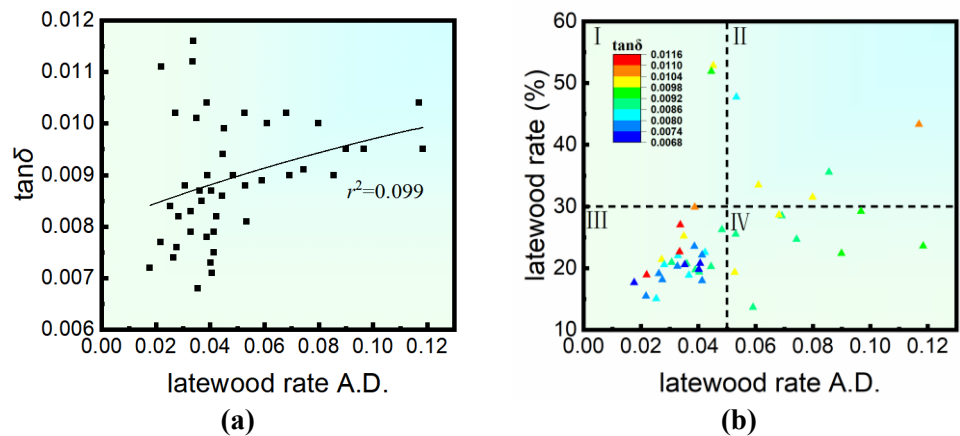 (a)
0.012
0.011
0.010
0.009
0.008
0.007
0.006
tanδ
r²=0.099
0.00 0.02 0.04 0.06 0.08 0.10 0.12
latewood rate A.D.
(a)
(b)
60
50
40
30
20
10
latewood rate (%)
I
II
III
IV
tanδ
0.0116
0.0110
0.0104
0.0098
0.0092
0.0086
0.0080
0.0074
0.0068
0.00 0.02 0.04 0.06 0.08 0.10 0.12
latewood rate A.D.
(b)